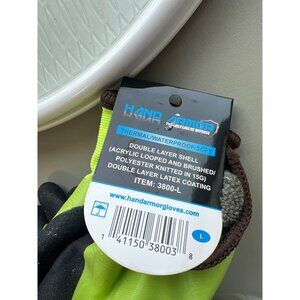 HAND ARMOR
THERMAL/WATERPROOF/SOFT
DOUBLE LAYER SHELL
(ACRYLIC LOOPED AND BRUSHED/
POLYESTER KNITTED IN 15G)
DOUBLE LAYER LATEX COATING
ITEM: 3800-L
www.handarmorgloves.com
L
1 41150 38003 8